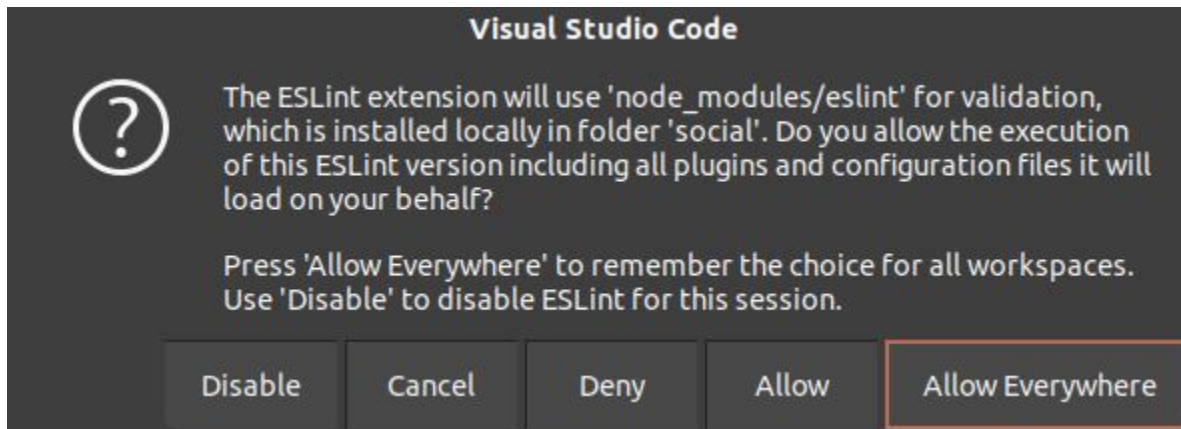 Visual Studio Code
?
The ESLint extension will use 'node_modules/eslint' for validation,
which is installed locally in folder 'social'. Do you allow the execution
of this ESLint version including all plugins and configuration files it will
load on your behalf?
Press 'Allow Everywhere' to remember the choice for all workspaces.
Use 'Disable' to disable ESLint for this session.
Disable Cancel Deny Allow Allow Everywhere